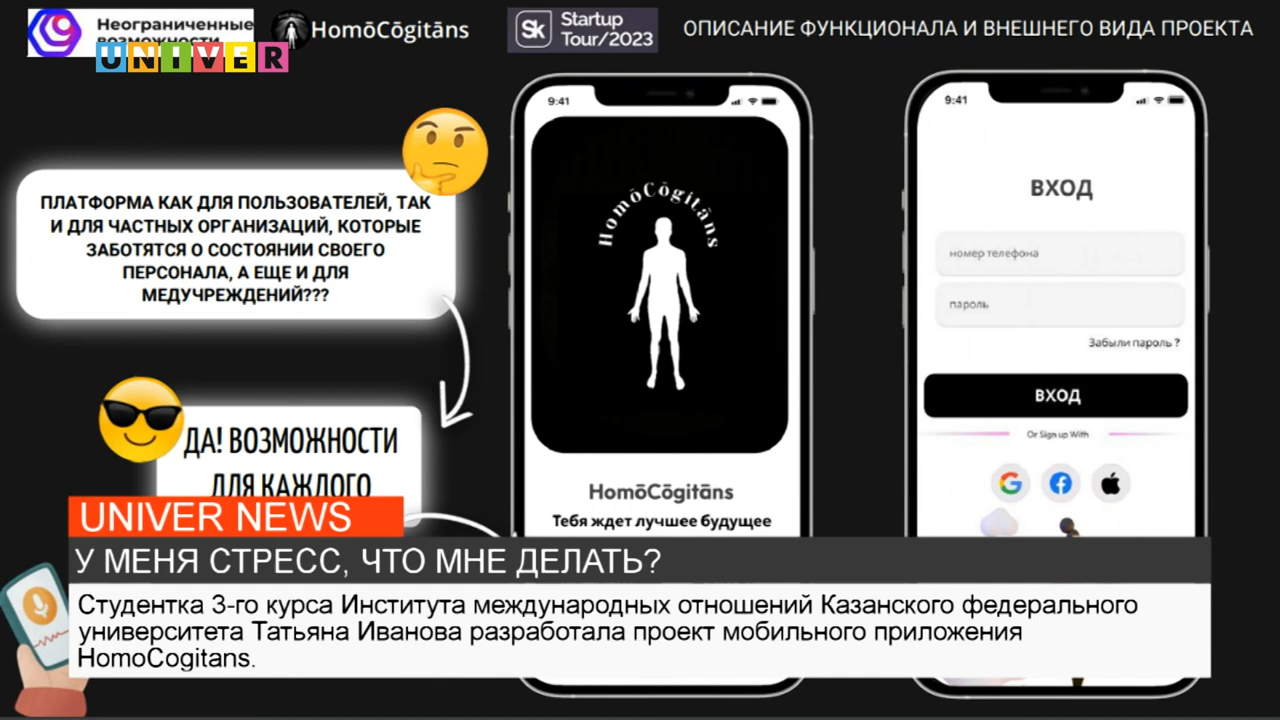 Неограниченные
возможности
UNIVER
HomōCōgitāns
Sk Startup
Tour/2023
ОПИСАНИЕ ФУНКЦИОНАЛА И ВНЕШНЕГО ВИДА ПРОЕКТА
ПЛАТФОРМА КАК ДЛЯ ПОЛЬЗОВАТЕЛЕЙ, ТАК
И ДЛЯ ЧАСТНЫХ ОРГАНИЗАЦИЙ, КОТОРЫЕ
ЗАБОТЯТСЯ О СОСТОЯНИИ СВОЕГО
ПЕРСОНАЛА, А ЕЩЕ И ДЛЯ
МЕДУЧРЕЖДЕНИЙ???
ДА! ВОЗМОЖНОСТИ
ДЛЯ КАЖДОГО
9:41
HomōCōgitāns
HomōCōgitāns
Тебя ждет лучшее будущее
9:41
ВХОД
номер телефона
пароль
Забыли пароль ?
ВХОД
Or Sign up With
UNIVER NEWS
У МЕНЯ СТРЕСС, ЧТО МНЕ ДЕЛАТЬ?
Студентка 3-го курса Института международных отношений Казанского федерального
университета Татьяна Иванова разработала проект мобильного приложения
HomoCogitans.